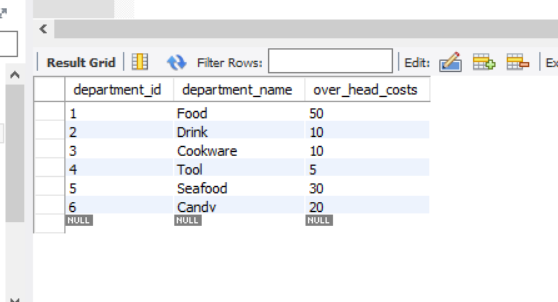 Result Grid Filter Rows: Edit: Ex
department_id department_name over_head_costs
1 Food 50
2 Drink 10
3 Cookware 10
4 Tool 5
5 Seafood 30
6 Candy 20
NULL NULL NULL